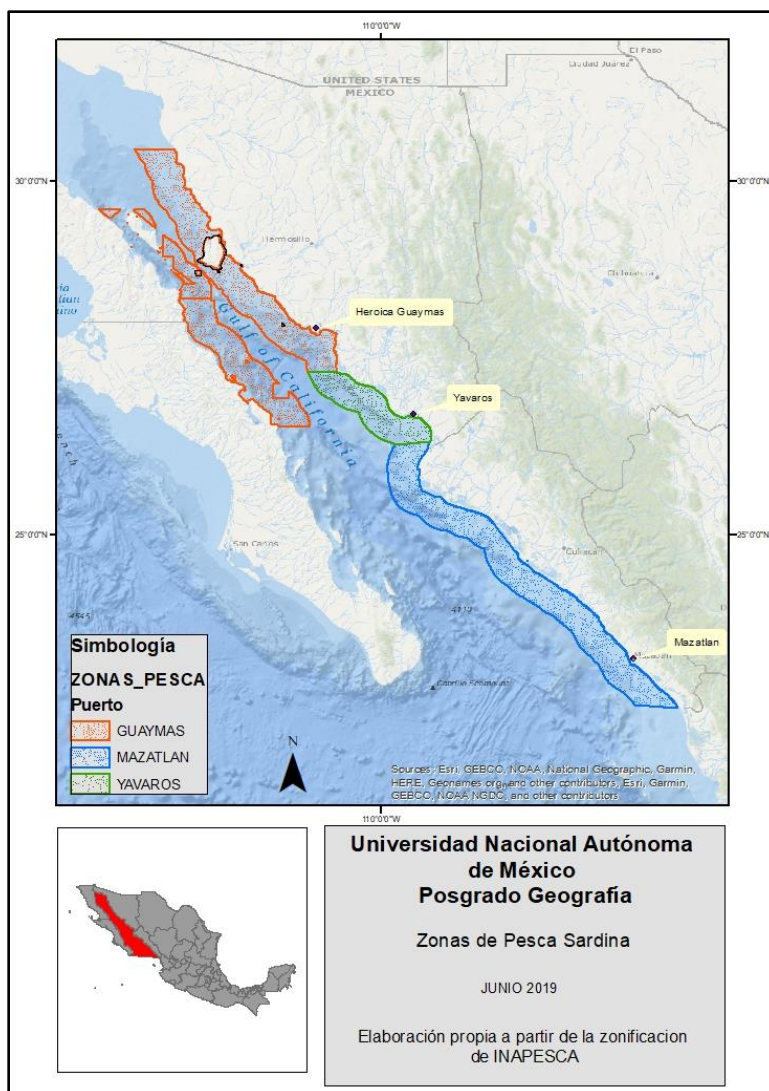 110°0'0"W
El Paso
Ciudad Juarez
UNITED STATES
MEXICO
30°0'0"N
30°0'0"N
Hermosillo
Chihuahua
Heroica Guaymas
Gulf of California
Yavaros
25°0'0"N
25°0'0"N
San Carlos
Culiacan
Mazatlan
Simbología
ZONAS_PESCA
Puerto
GUAYMAS
MAZATLAN
YAVAROS
N
Sources: Esri, GEBCO, NOAA, National Geographic, Garmin,
HERE, Geonames.org, and other contributors, Esri, Garmin,
GEBCO, NOAA NGDC, and other contributors
110°0'0"W
Universidad Nacional Autónoma
de México
Posgrado Geografía
Zonas de Pesca Sardina
JUNIO 2019
Elaboración propia a partir de la zonificacion
de INAPESCA